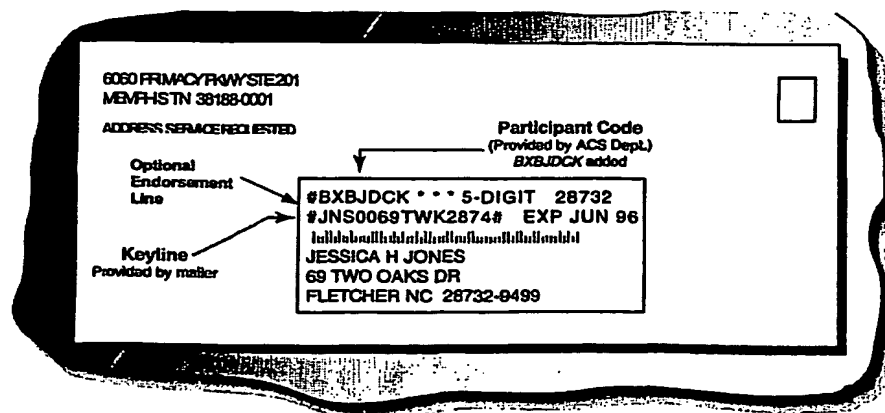 6060 PRIMACY PKWY STE 201
MEMPHIS TN 38188-0001
ADDRESS SERVICE REQUESTED
Participant Code
(Provided by ACS Dept.)
BXBJDCK added
Optional
Endorsement
Line
Keyline
Provided by mailer
#BXBJDCK * * * 5-DIGIT 28732
#JNS0069TWK2874# EXP JUN 96
JESSICA H JONES
69 TWO OAKS DR
FLETCHER NC 28732-9499